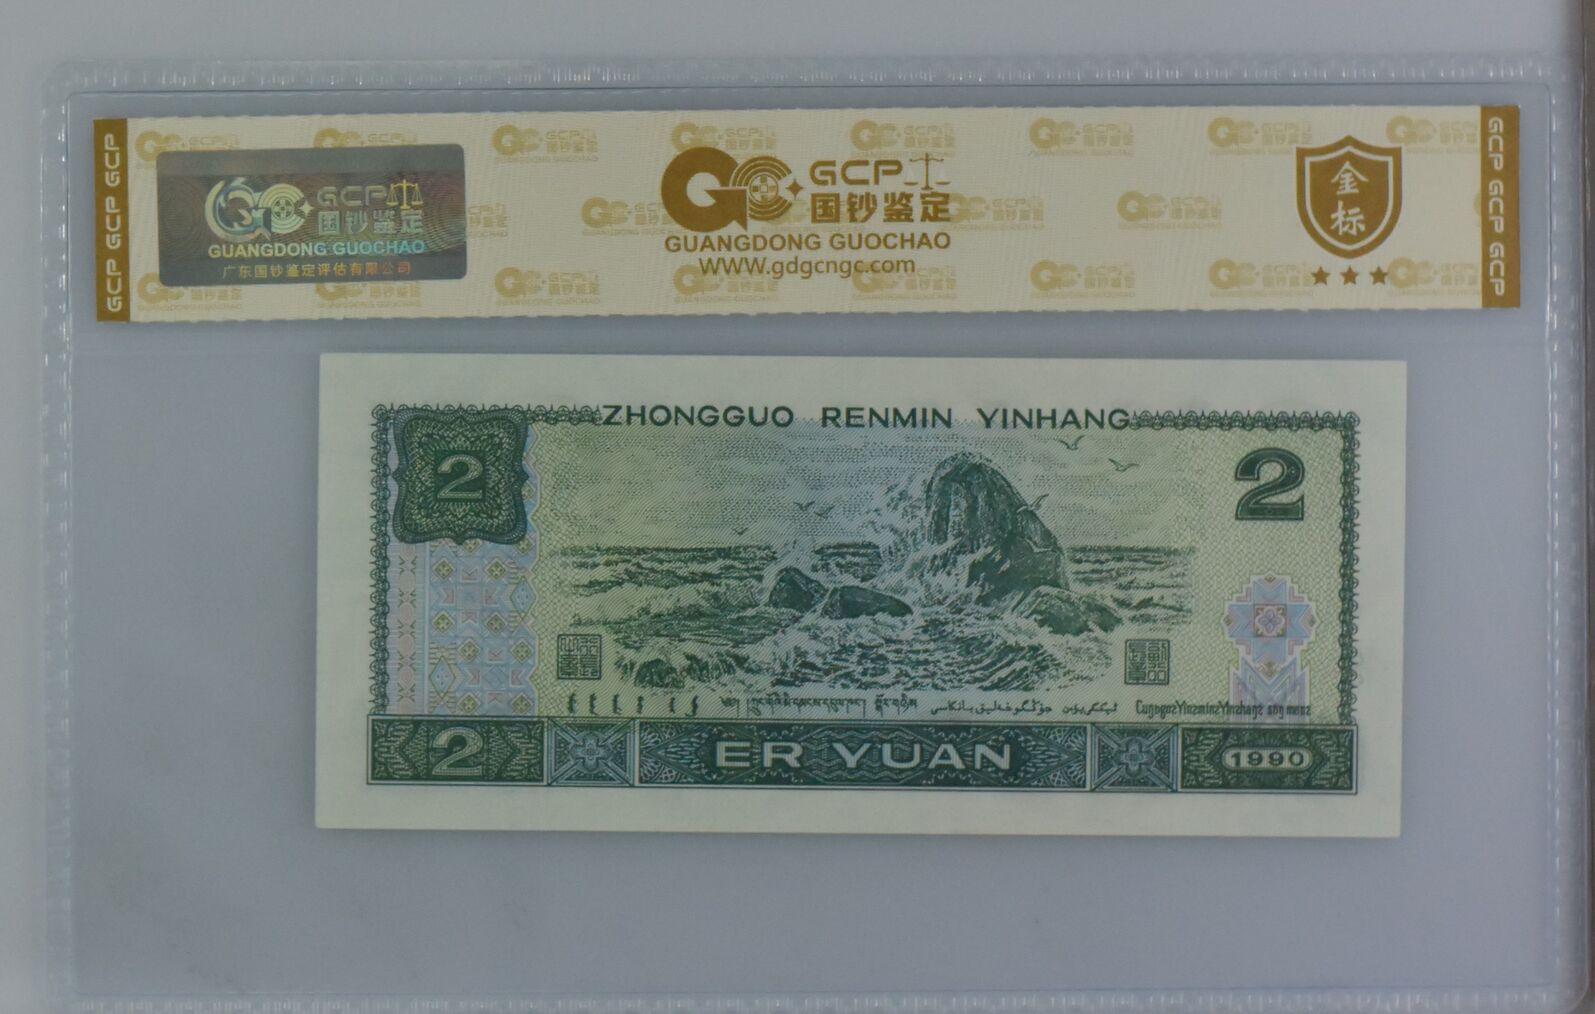 GCP GCP GCP
GCP
国钞鉴定
GUANGDONG GUOCHAO
广东国钞鉴定评估有限公司
GCP
国钞鉴定
GUANGDONG GUOCHAO
WWW.gdgcngc.com
金
标
GCP GCP GCP
ZHONGGUO RENMIN YINHANG
2
2
2
ER YUAN
1990